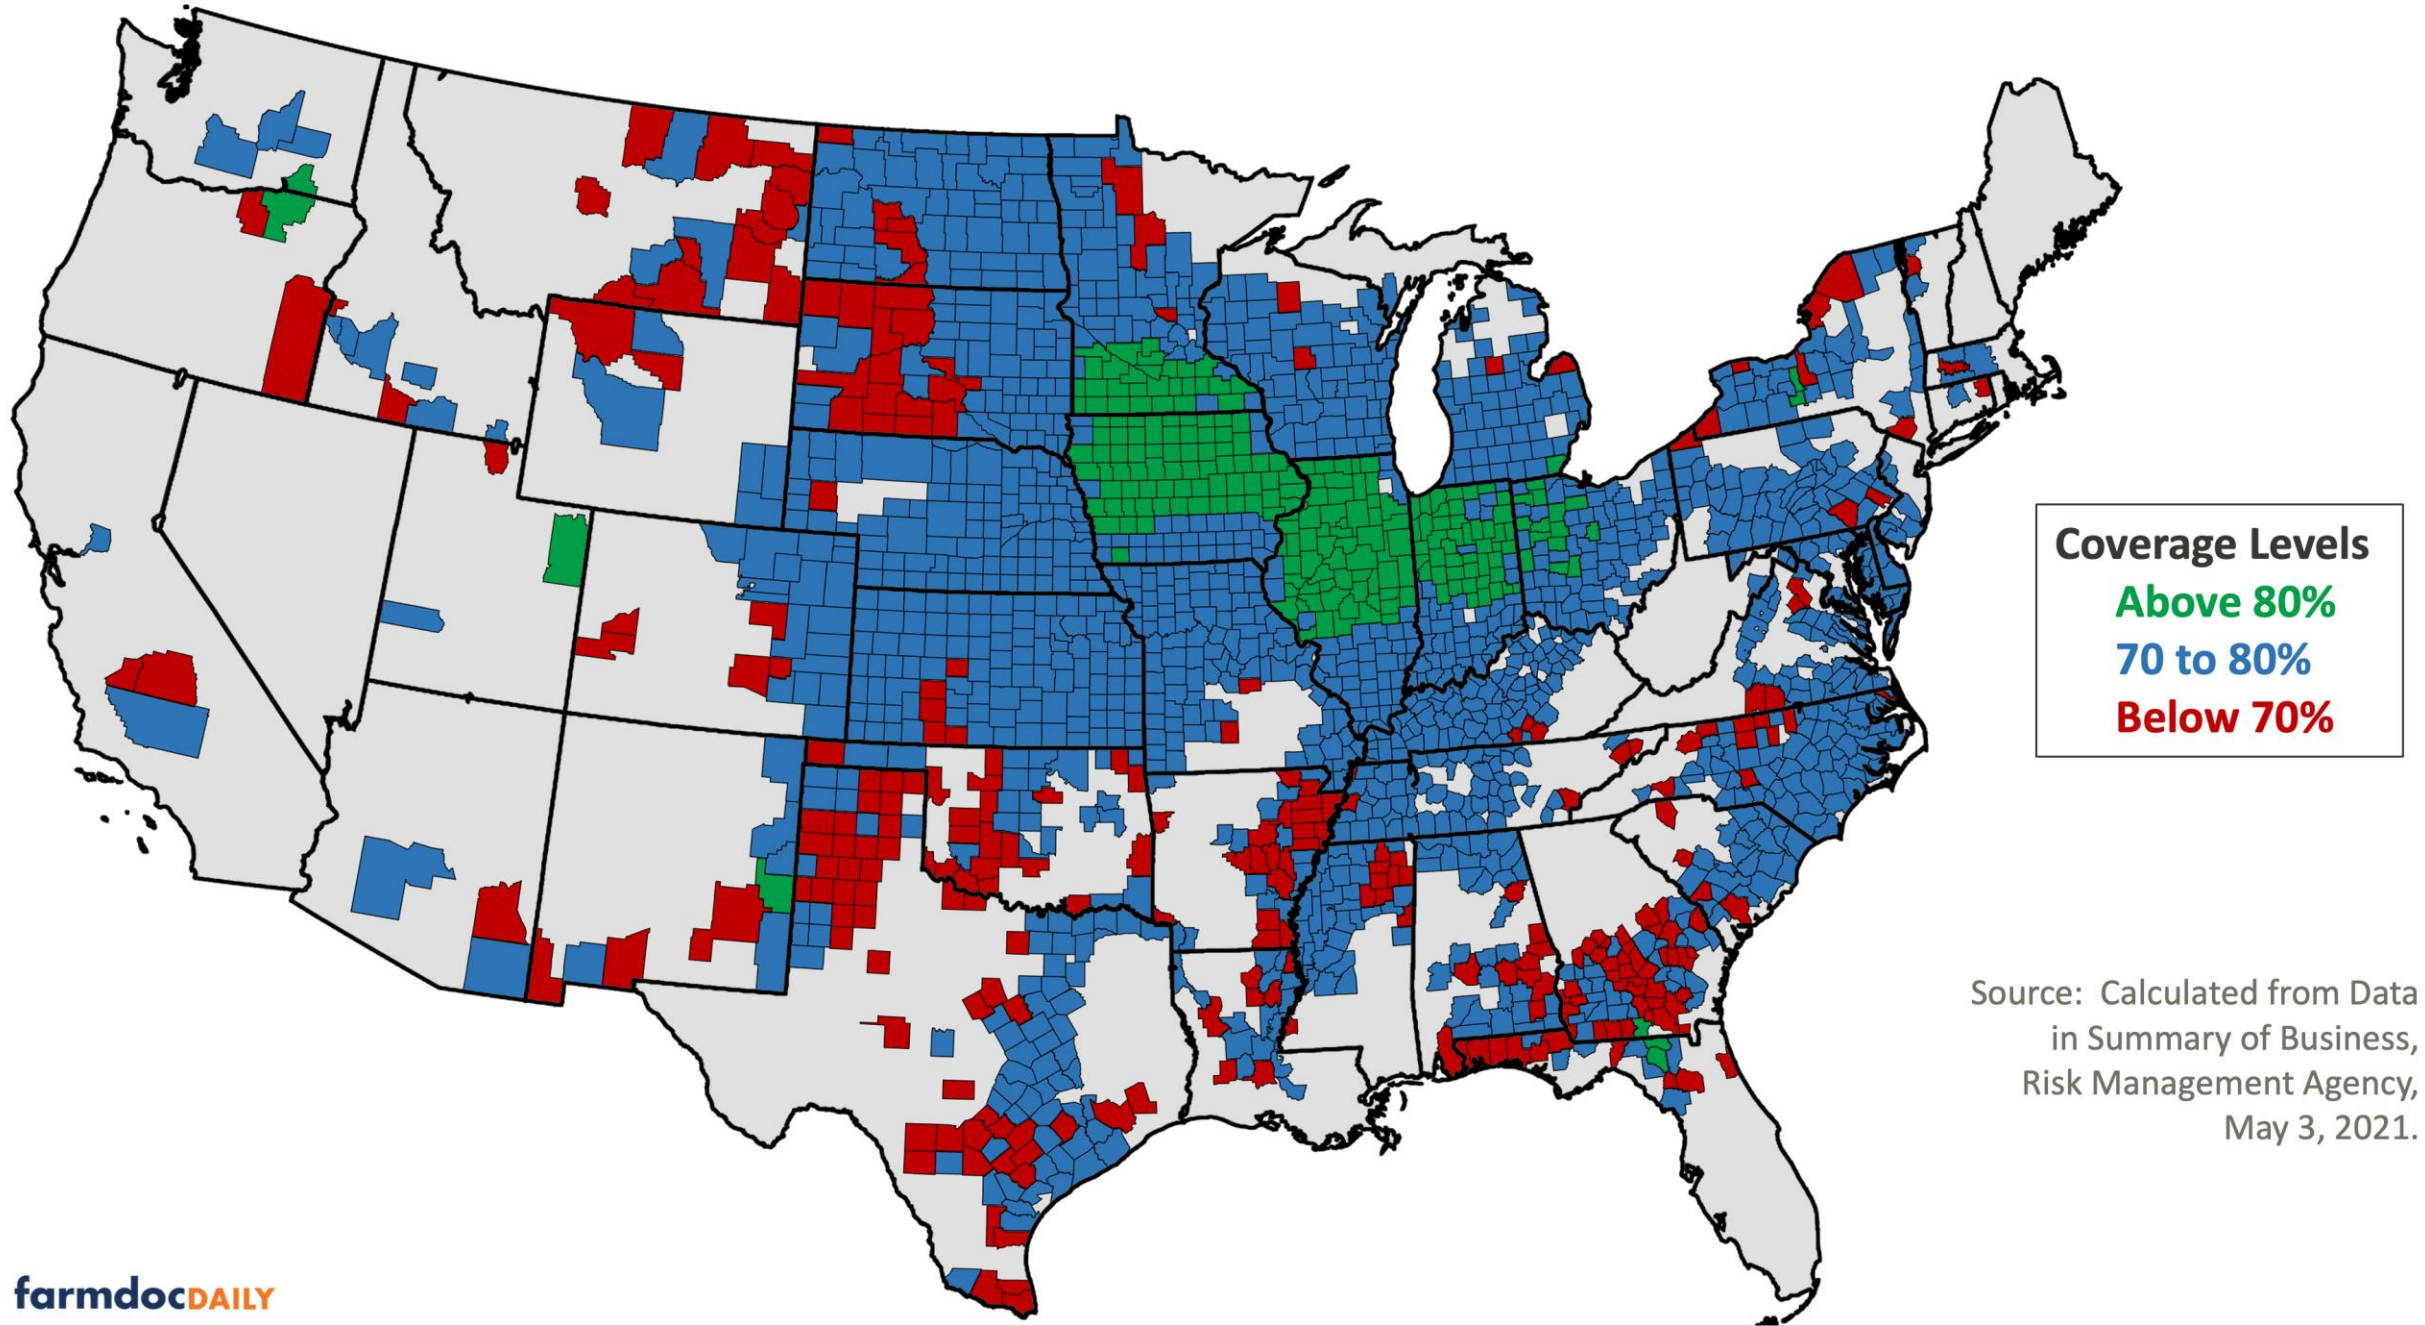 Coverage Levels
Above 80%
70 to 80%
Below 70%
Source: Calculated from Data
in Summary of Business,
Risk Management Agency,
May 3, 2021.
farmdocDAILY